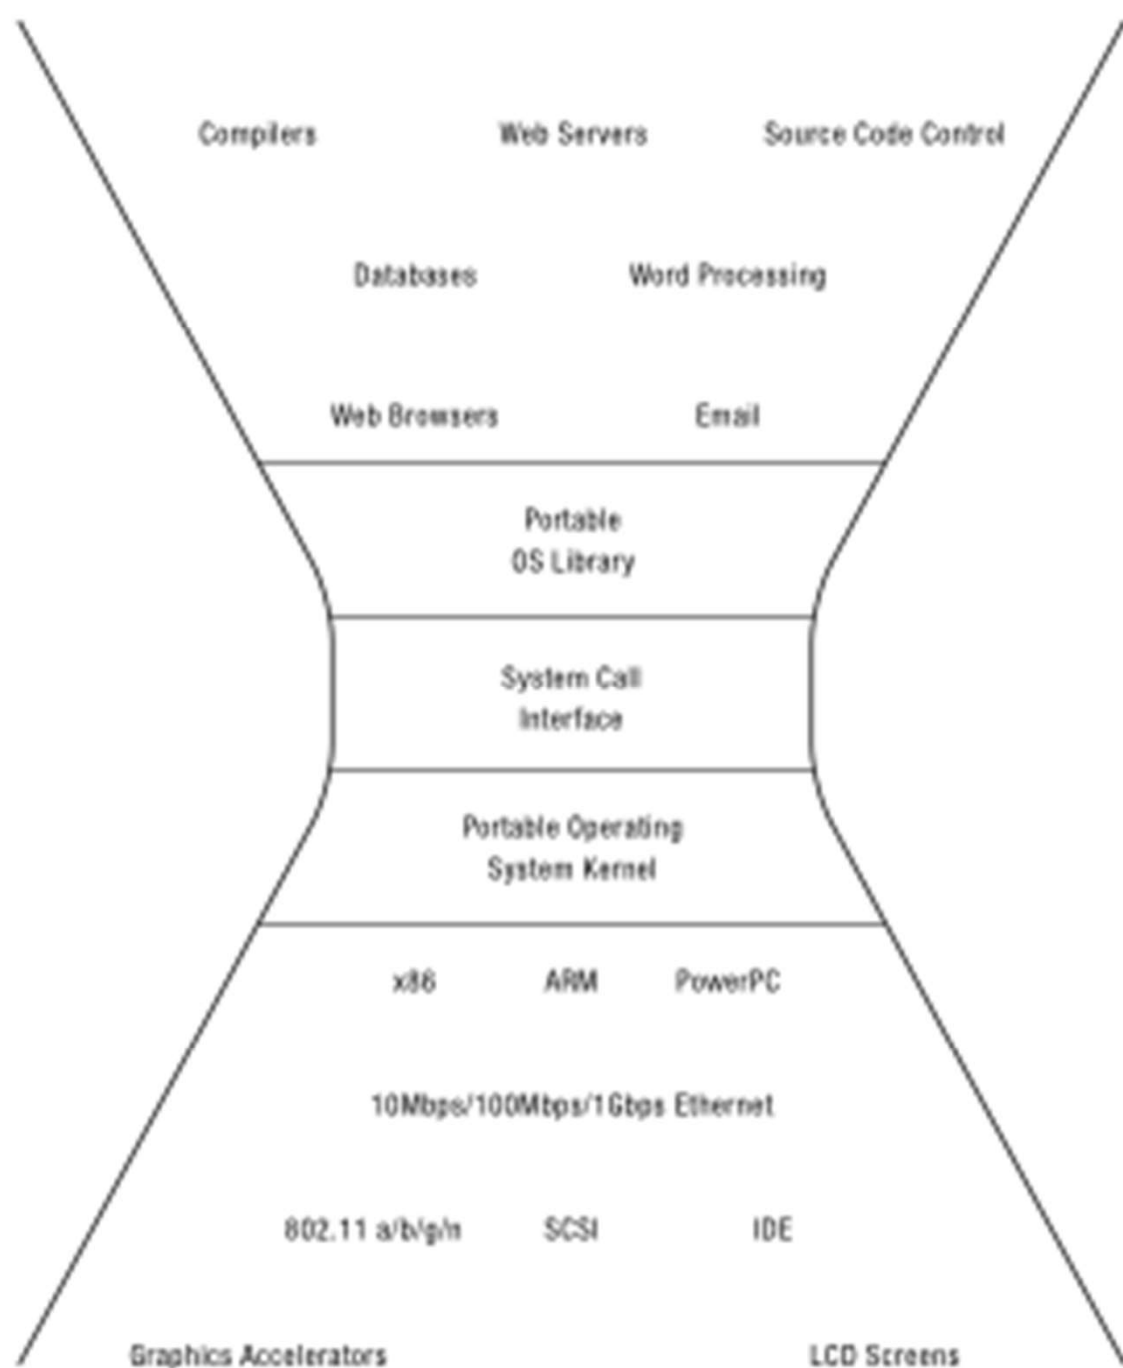 Compilers Web Servers Source Code Control
Databases Word Processing
Web Browsers Email
Portable
OS Library
System Call
Interface
Portable Operating
System Kernel
x86 ARM PowerPC
10Mbps/100Mbps/1Gbps Ethernet
802.11 a/b/g/n SCSI IDE
Graphics Accelerators LCD Screens